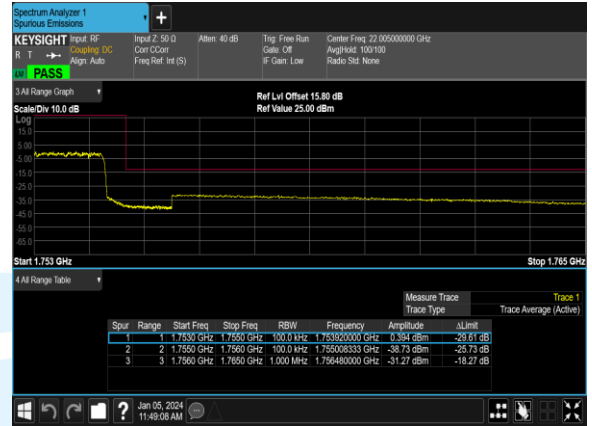 Spectrum Analyzer 1
Spurious Emissions
KEYSIGHT
R T
LM PASS
Input: RF
Coupling: DC
Align: Auto
Input Z: 50 Ω
Corr CCorr
Freq Ref: Int (S)
Atten: 40 dB
Trig: Free Run
Gate: Off
IF Gain: Low
Center Freq: 22.005000000 GHz
Avg|Hold: 100/100
Radio Std: None
3 All Range Graph
Scale/Div 10.0 dB
Ref Lvl Offset 15.80 dB
Ref Value 25.00 dBm
Log
15.0
5.00
-5.00
-15.0
-25.0
-35.0
-45.0
-55.0
-65.0
Start 1.753 GHz
Stop 1.765 GHz
4 All Range Table
Measure Trace Trace 1
Trace Type Trace Average (Active)
Spur Range Start Freq Stop Freq RBW Frequency Amplitude ΔLimit
1 1 1.7530 GHz 1.7550 GHz 100.0 kHz 1.753920000 GHz 0.394 dBm -29.61 dB
2 2 1.7550 GHz 1.7560 GHz 100.0 kHz 1.755008333 GHz -38.73 dBm -25.73 dB
3 3 1.7560 GHz 1.7650 GHz 1.000 MHz 1.756480000 GHz -31.27 dBm -18.27 dB
?
Jan 05, 2024
11:49:08 AM